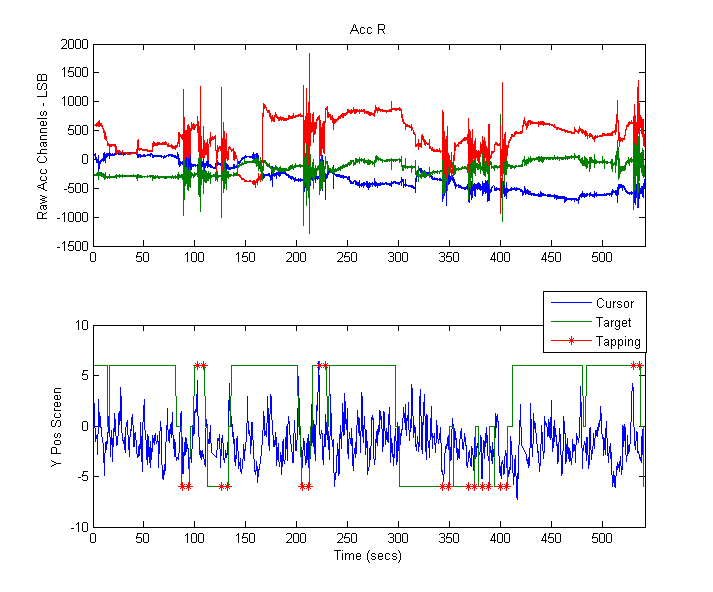 Acc R
2000
1500
1000
500
0
-500
-1000
-1500
Raw Acc Channels - LSB
0 50 100 150 200 250 300 350 400 450 500
Cursor
Target
Tapping
10
5
0
-5
-10
Y Pos Screen
0 50 100 150 200 250 300 350 400 450 500
Time (secs)